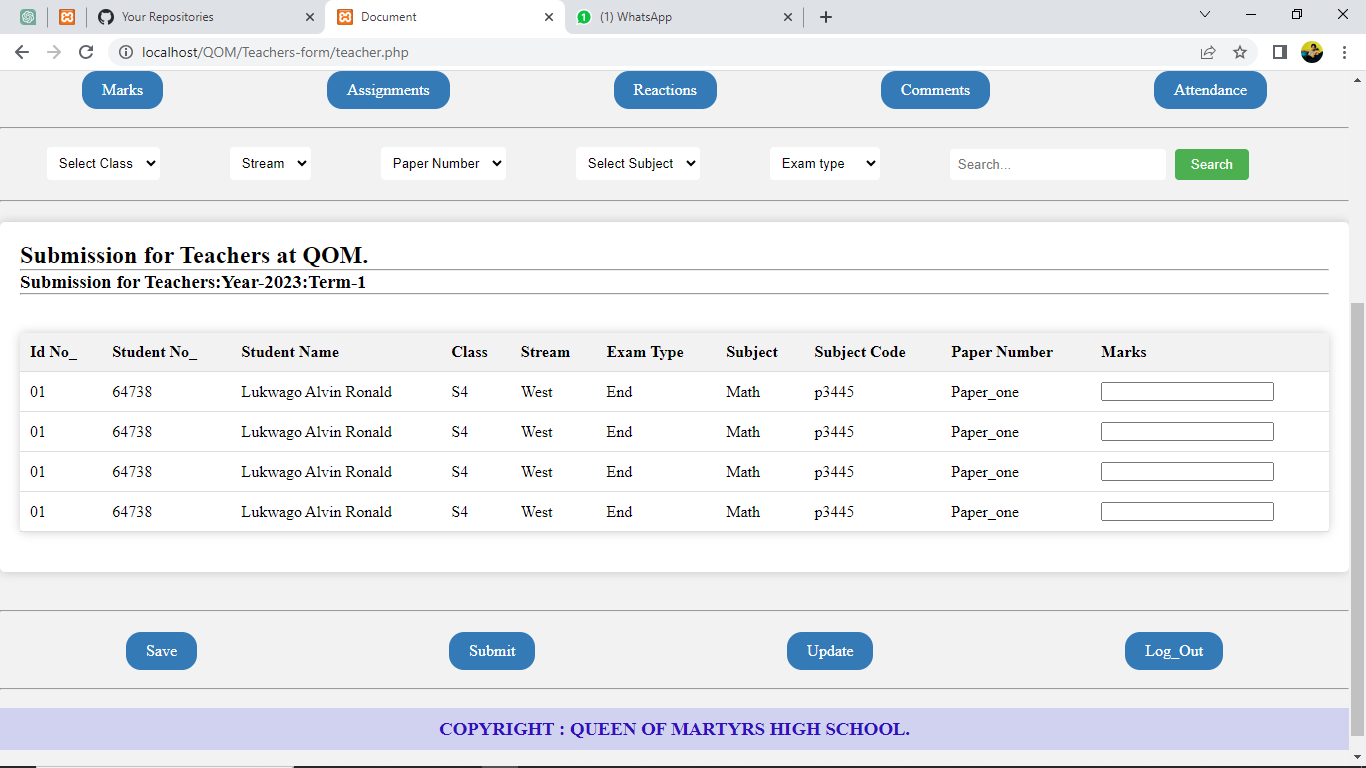 Your Repositories Document (1) WhatsApp
localhost/QOM/Teachers-form/teacher.php
Marks Assignments Reactions Comments Attendance
Select Class Stream Paper Number Select Subject Exam type Search... Search
Submission for Teachers at QOM.
Submission for Teachers:Year-2023:Term-1
Id No_ Student No_ Student Name Class Stream Exam Type Subject Subject Code Paper Number Marks
01 64738 Lukwago Alvin Ronald S4 West End Math p3445 Paper_one
01 64738 Lukwago Alvin Ronald S4 West End Math p3445 Paper_one
01 64738 Lukwago Alvin Ronald S4 West End Math p3445 Paper_one
01 64738 Lukwago Alvin Ronald S4 West End Math p3445 Paper_one
Save Submit Update Log_Out
COPYRIGHT : QUEEN OF MARTYRS HIGH SCHOOL.